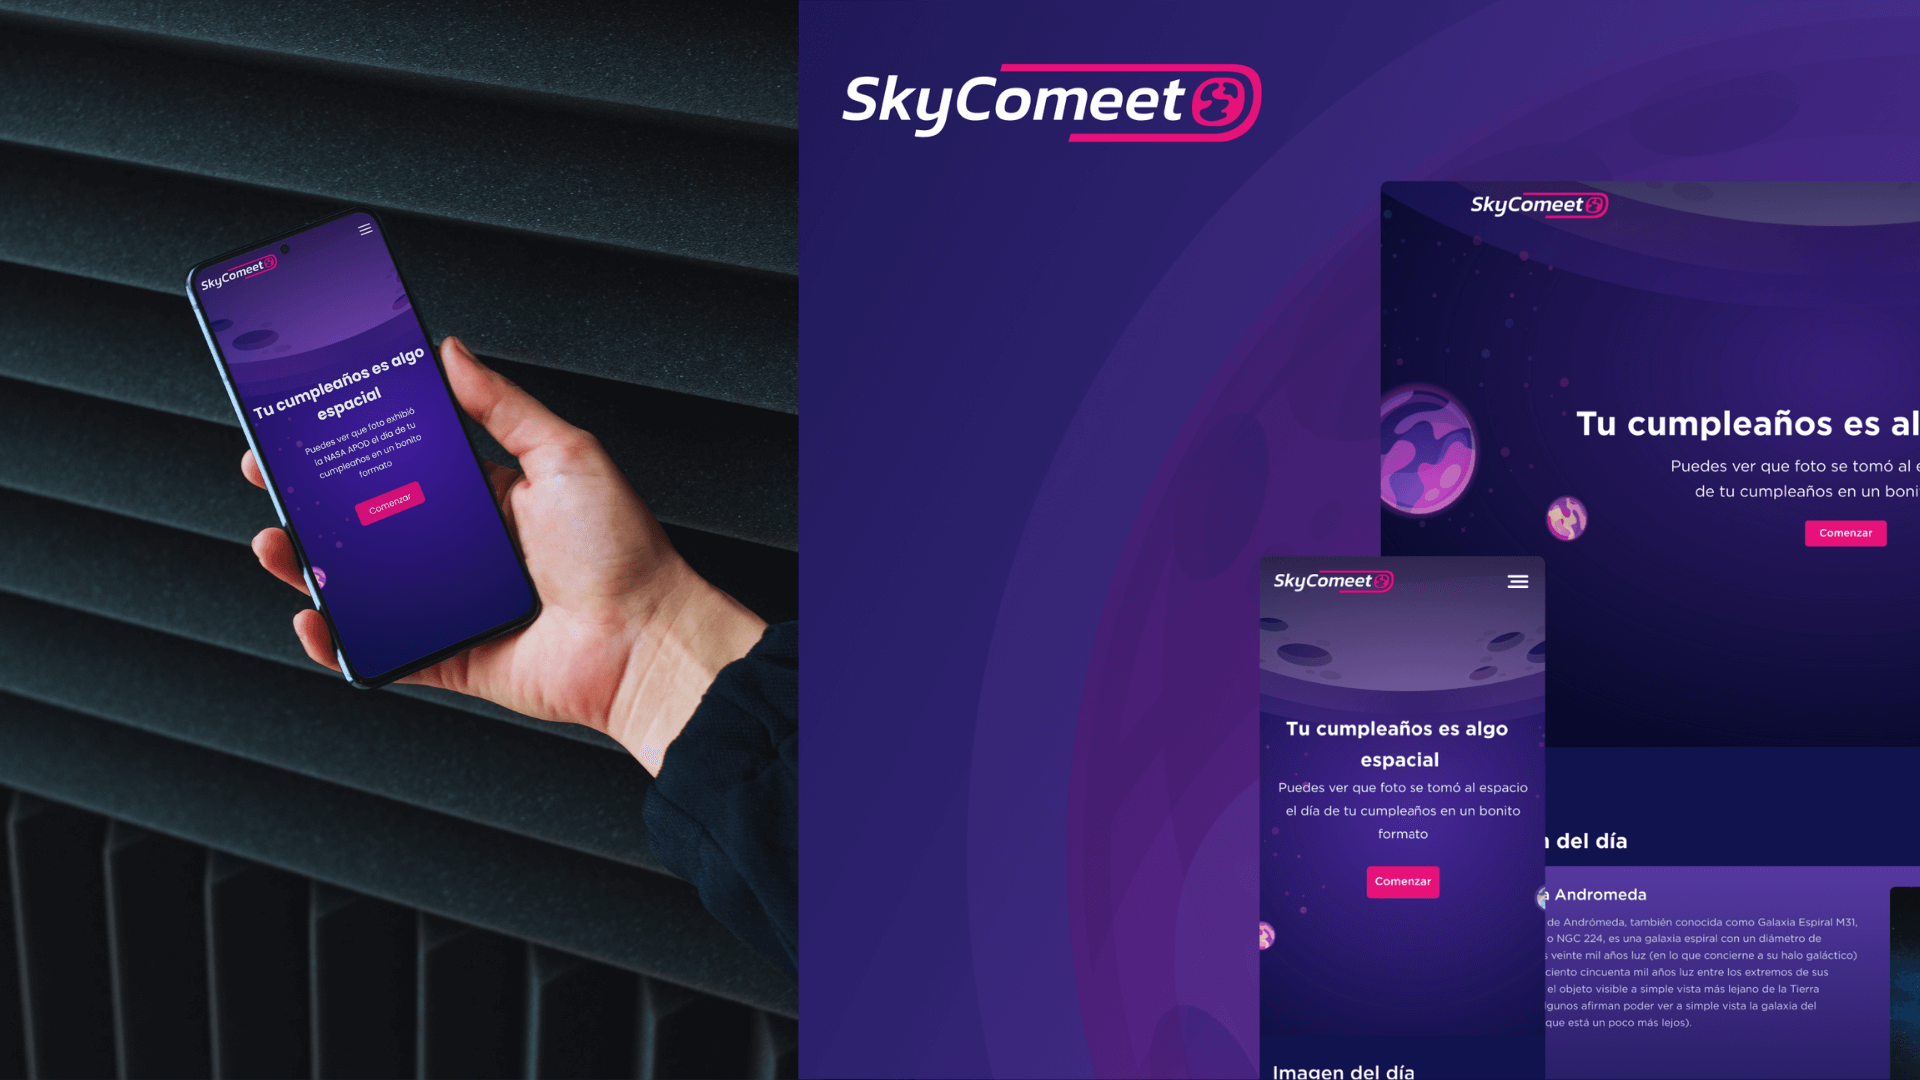 SkyComeet
Tu cumpleaños es algo
espacial
Puedes ver que foto exhibió
la NASA APOD el día de tu
cumpleaños en un bonito
formato
Comenzar
SkyComeet
SkyComeet
Tu cumpleaños es
Puedes ver que foto se tomó al
de tu cumpleaños en un
Comenzar
SkyComeet
Tu cumpleaños es algo
espacial
Puedes ver que foto se tomó al espacio
el día de tu cumpleaños en un bonito
formato
Comenzar
Imagen del día
del día
Andromeda
de Andrómeda, también conocida como Galaxia Espiral M31,
o NGC 224, es una galaxia espiral con un diámetro de
veinte mil años luz (en lo que concierne a su halo galáctico)
ciento cincuenta mil años luz entre los extremos de sus
el objeto visible a simple vista más lejano de la Tierra
afirman poder ver a simple vista la galaxia del
que está un poco más lejos).